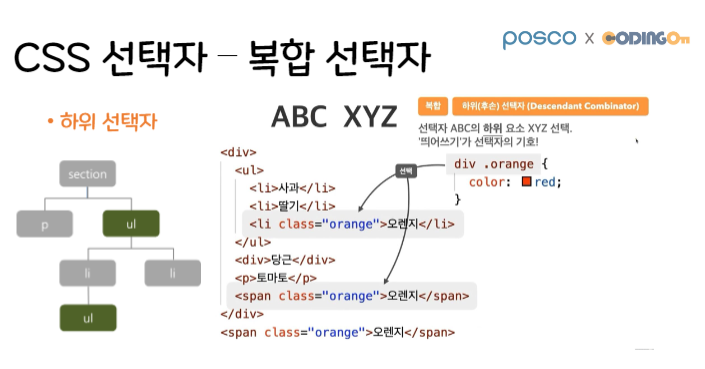 posco x CODINGOn
CSS 선택자 – 복합 선택자
• 하위 선택자
ABC XYZ
복합 하위(후손) 선택자 (Descendant Combinator)
선택자 ABC의 하위 요소 XYZ 선택.
'띄어쓰기'가 선택자의 기호!
section
p
ul
li
li
ul
<div>
<ul>
<li>사과</li>
<li>딸기</li>
<li class="orange">오렌지</li>
</ul>
<div>당근</div>
<p>토마토</p>
<span class="orange">오렌지</span>
</div>
<span class="orange">오렌지</span>
선택
div .orange {
color: red;
}